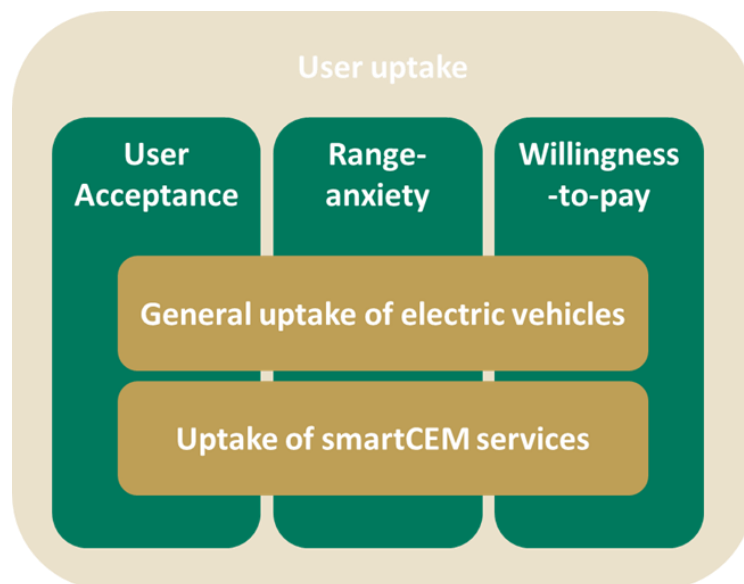 User uptake
User
Acceptance
Range-
anxiety
Willingness
-to-pay
General uptake of electric vehicles
Uptake of smartCEM services